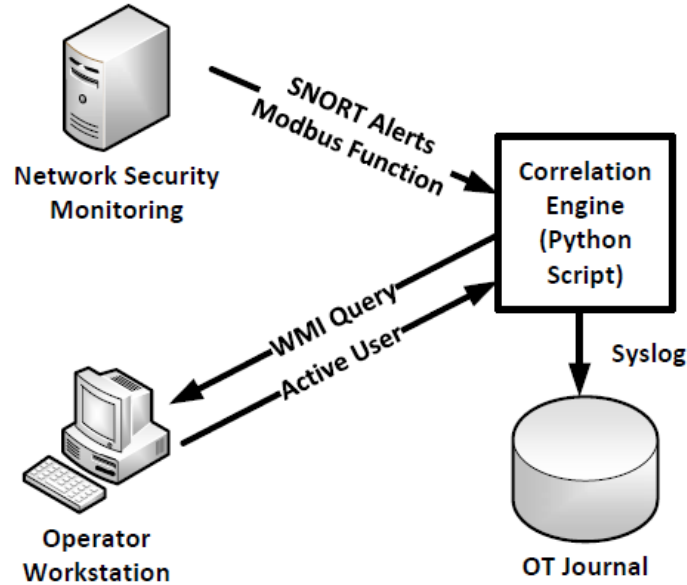 SNORT Alerts
Modbus Function
Network Security
Monitoring
Correlation
Engine
(Python
Script)
WMI Query
Active User
Syslog
Operator
Workstation
OT Journal